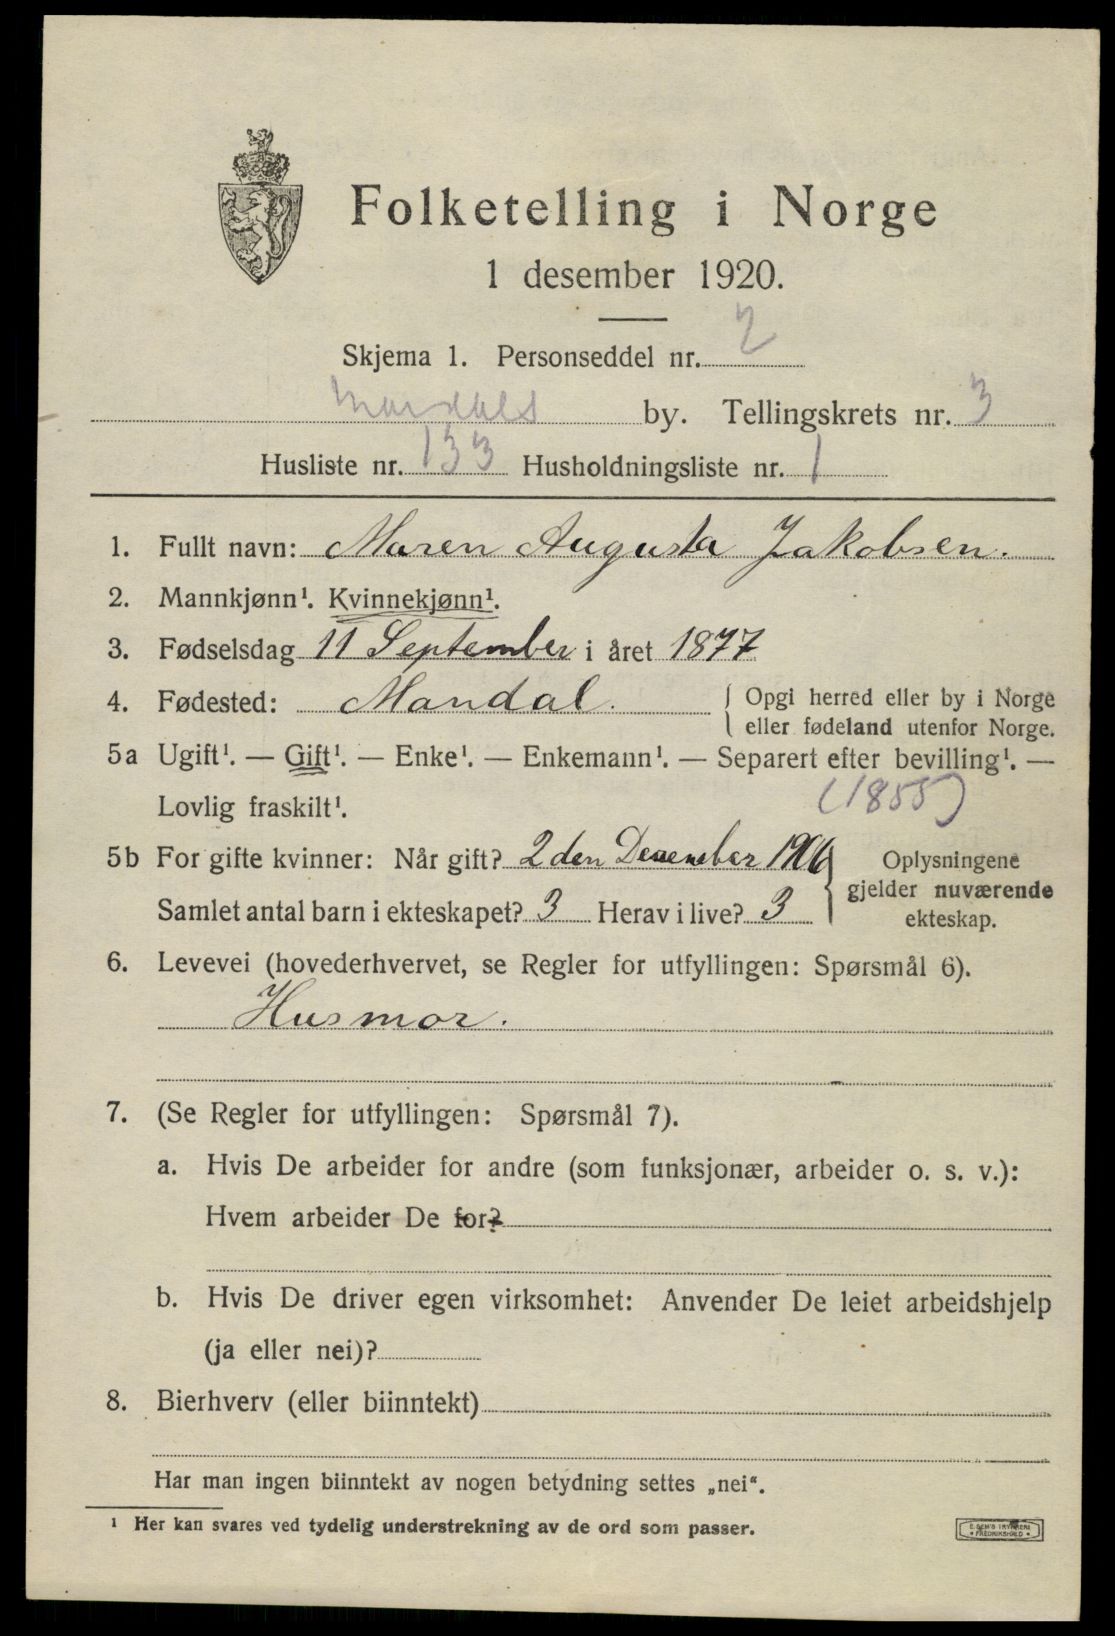 Folketelling i Norge
1 desember 1920.
Skjema 1. Personseddel nr. 2
Mandals by. Tellingskrets nr. 3
Husliste nr. 133 Husholdningsliste nr. 1
1. Fullt navn: Maren Augusta Jakobsen.
2. Mannkjønn¹. Kvinnekjønn¹.
3. Fødselsdag 11 September i året 1877
4. Fødested: Mandal. { Opgi herred eller by i Norge
eller fødeland utenfor Norge.
5a Ugift¹. — Gift¹. — Enke¹. — Enkemann¹. — Separert efter bevilling¹. —
Lovlig fraskilt¹. (1855)
5b For gifte kvinner: Når gift? 2 den Desember 1906 } Oplysningene
gjelder nuværende
Samlet antal barn i ekteskapet? 3 Herav i live? 3 ekteskap.
6. Levevei (hovederhvervet, se Regler for utfyllingen: Spørsmål 6).
Husmor.
7. (Se Regler for utfyllingen: Spørsmål 7).
a. Hvis De arbeider for andre (som funksjonær, arbeider o. s. v.):
Hvem arbeider De for?
b. Hvis De driver egen virksomhet: Anvender De leiet arbeidshjelp
(ja eller nei)?
8. Bierhverv (eller biinntekt)
Har man ingen biinntekt av nogen betydning settes „nei“.
¹ Her kan svares ved tydelig understrekning av de ord som passer.
E. SEM'S TRYKKERI
FREDRIKSHALD